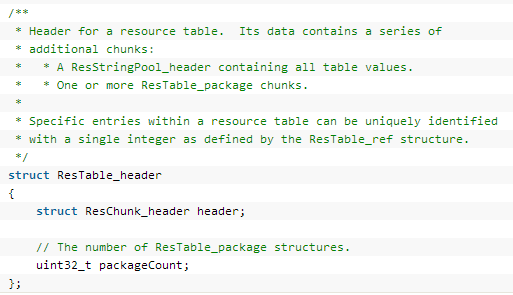 /**
 * Header for a resource table.  Its data contains a series of
 * additional chunks:
 *   * A ResStringPool_header containing all table values.
 *   * One or more ResTable_package chunks.
 *
 * Specific entries within a resource table can be uniquely identified
 * with a single integer as defined by the ResTable_ref structure.
 */
struct ResTable_header
{
    struct ResChunk_header header;

    // The number of ResTable_package structures.
    uint32_t packageCount;
};